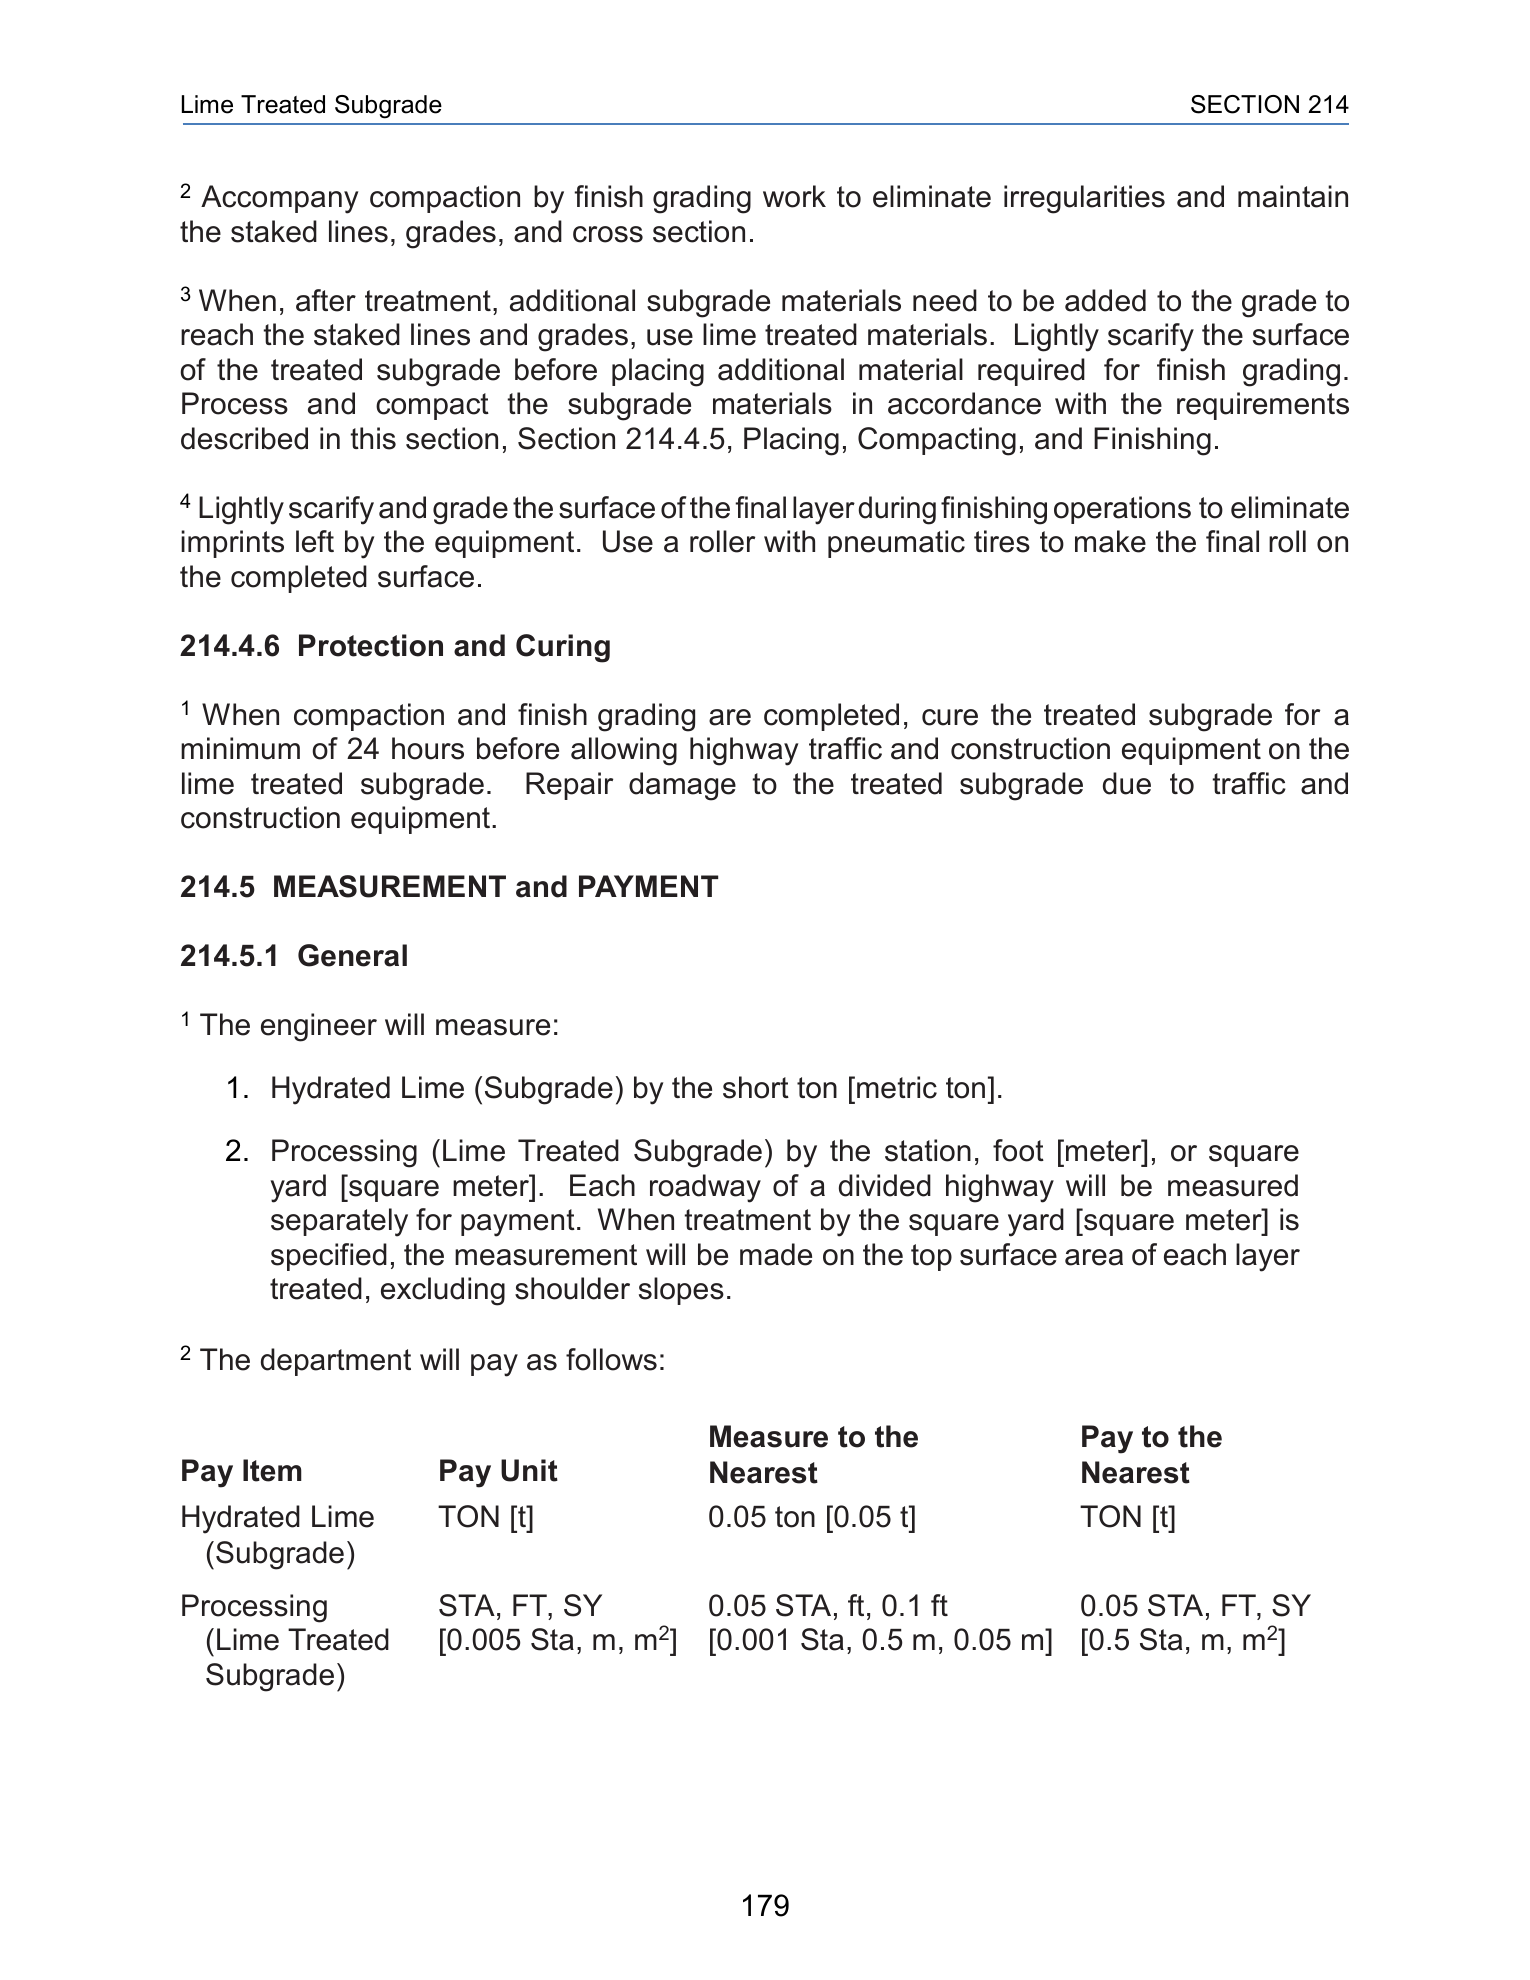 Lime Treated Subgrade SECTION 214
2 Accompany compaction by finish grading work to eliminate irregularities and maintain
the staked lines, grades, and cross section.
3 When, after treatment, additional subgrade materials need to be added to the grade to
reach the staked lines and grades, use lime treated materials. Lightly scarify the surface
of the treated subgrade before placing additional material required for finish grading.
Process and compact the subgrade materials in accordance with the requirements
described in this section, Section 214.4.5, Placing, Compacting, and Finishing.
4 Lightly scarify and grade the surface of the final layer during finishing operations to eliminate
imprints left by the equipment. Use a roller with pneumatic tires to make the final roll on
the completed surface.
214.4.6 Protection and Curing
1 When compaction and finish grading are completed, cure the treated subgrade for a
minimum of 24 hours before allowing highway traffic and construction equipment on the
lime treated subgrade. Repair damage to the treated subgrade due to traffic and
construction equipment.
214.5 MEASUREMENT and PAYMENT
214.5.1 General
1 The engineer will measure:
1. Hydrated Lime (Subgrade) by the short ton [metric ton].
2. Processing (Lime Treated Subgrade) by the station, foot [meter], or square
yard [square meter]. Each roadway of a divided highway will be measured
separately for payment. When treatment by the square yard [square meter] is
specified, the measurement will be made on the top surface area of each layer
treated, excluding shoulder slopes.
2 The department will pay as follows:
Measure to the Pay to the
Pay Item Pay Unit Nearest Nearest
Hydrated Lime TON [t] 0.05 ton [0.05 t] TON [t]
(Subgrade)
Processing STA, FT, SY 0.05 STA, ft, 0.1 ft 0.05 STA, FT, SY
(Lime Treated [0.005 Sta, m, m2] [0.001 Sta, 0.5 m, 0.05 m] [0.5 Sta, m, m2]
Subgrade)
179